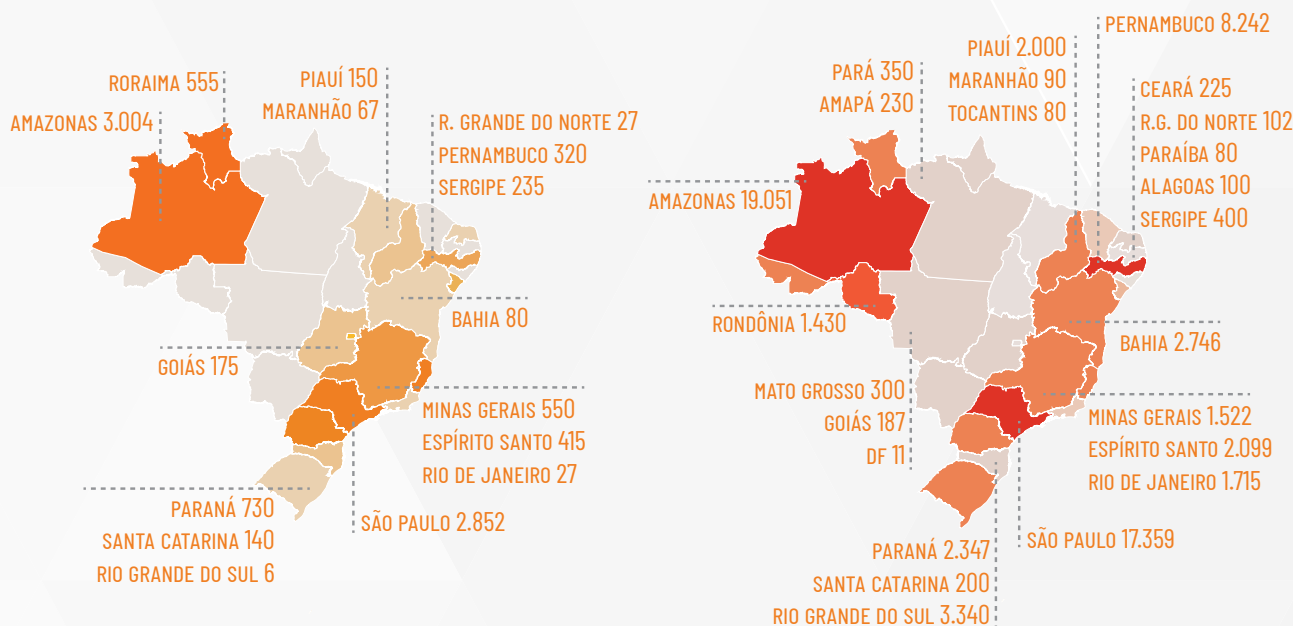 RORAIMA 555
AMAZONAS 3.004
PIAUÍ 150
MARANHÃO 67
R. GRANDE DO NORTE 27
PERNAMBUCO 320
SERGIPE 235
BAHIA 80
GOIÁS 175
MINAS GERAIS 550
ESPÍRITO SANTO 415
RIO DE JANEIRO 27
SÃO PAULO 2.852
PARANÁ 730
SANTA CATARINA 140
RIO GRANDE DO SUL 6
PERNAMBUCO 8.242
PIAUÍ 2.000
MARANHÃO 90
TOCANTINS 80
PARÁ 350
AMAPÁ 230
CEARÁ 225
R.G. DO NORTE 102
PARAÍBA 80
ALAGOAS 100
SERGIPE 400
AMAZONAS 19.051
RONDÔNIA 1.430
BAHIA 2.746
MATO GROSSO 300
GOIÁS 187
DF 11
MINAS GERAIS 1.522
ESPÍRITO SANTO 2.099
RIO DE JANEIRO 1.715
SÃO PAULO 17.359
PARANÁ 2.347
SANTA CATARINA 200
RIO GRANDE DO SUL 3.340